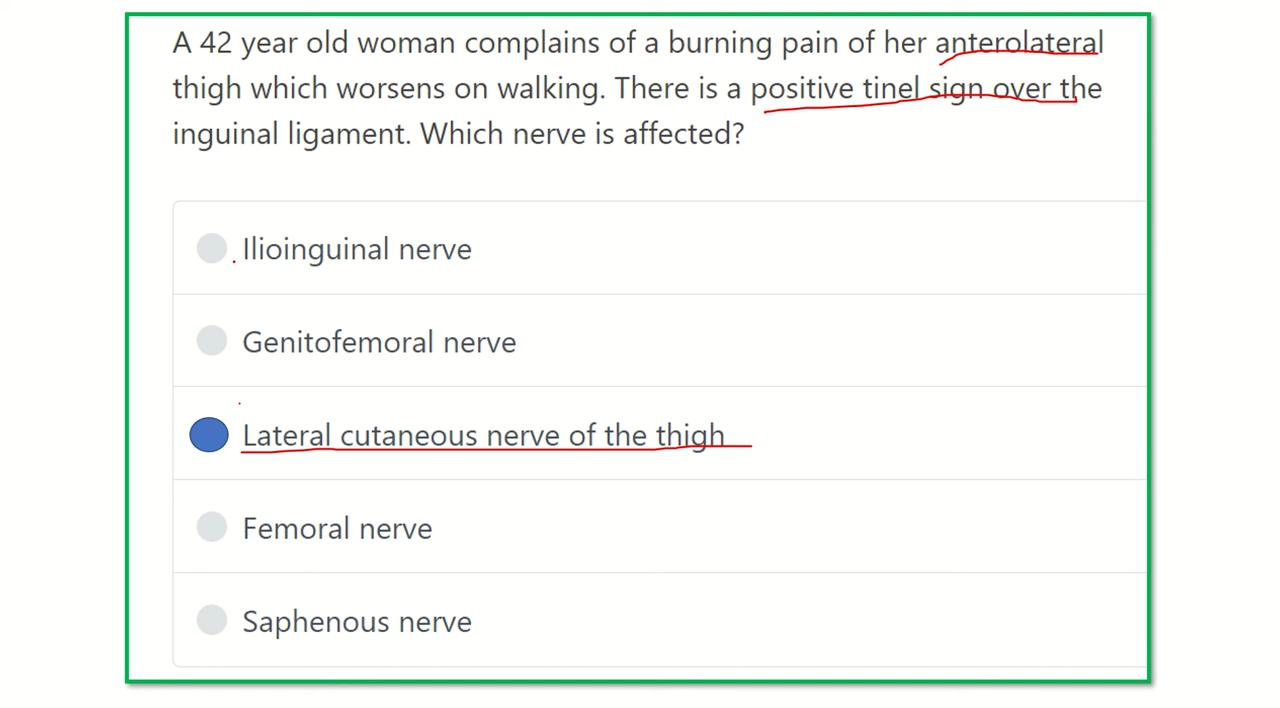 A 42 year old woman complains of a burning pain of her anterolateral
thigh which worsens on walking. There is a positive tinel sign over the
inguinal ligament. Which nerve is affected?
Ilioinguinal nerve
Genitofemoral nerve
Lateral cutaneous nerve of the thigh
Femoral nerve
Saphenous nerve